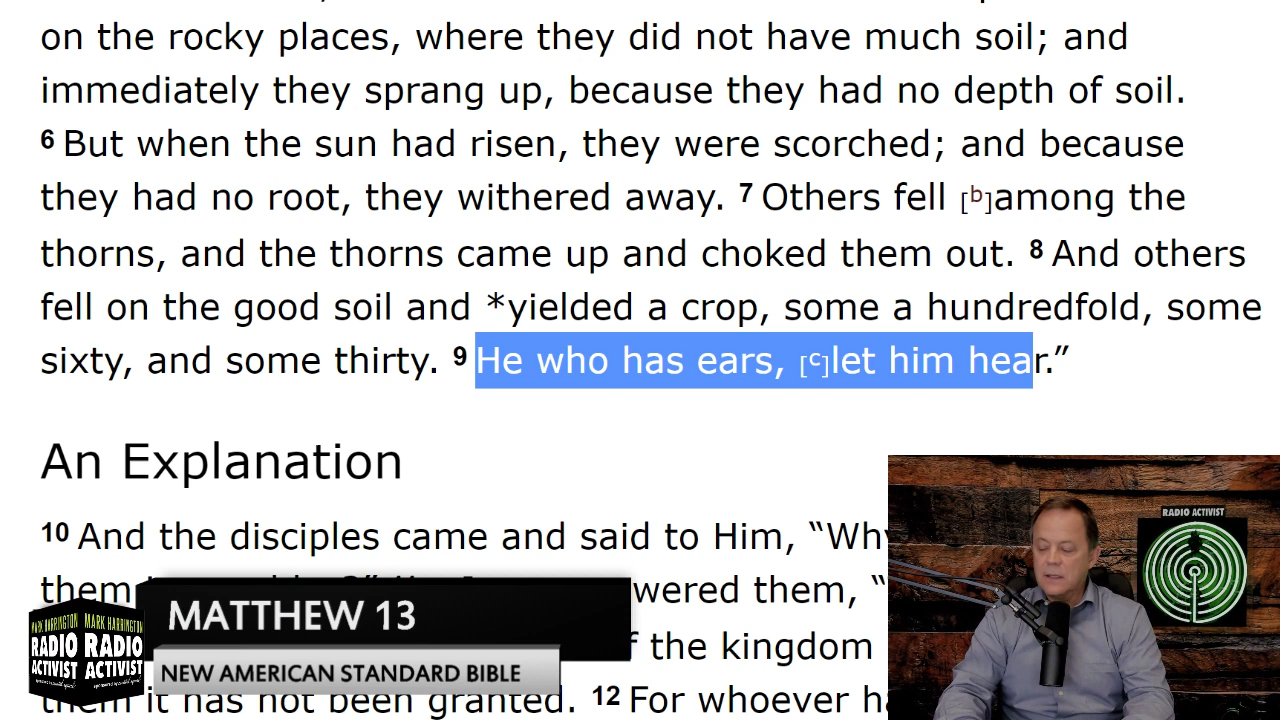 on the rocky places, where they did not have much soil; and
immediately they sprang up, because they had no depth of soil.
6 But when the sun had risen, they were scorched; and because
they had no root, they withered away. 7 Others fell [b]among the
thorns, and the thorns came up and choked them out. 8 And others
fell on the good soil and *yielded a crop, some a hundredfold, some
sixty, and some thirty. 9 He who has ears, [c]let him hear.”
An Explanation
10 And the disciples came and said to Him, “Why
them
wered them, “
MATTHEW 13
of the kingdom
NEW AMERICAN STANDARD BIBLE
them it has not been granted. 12 For whoever ha
MARK HARRINGTON MARK HARRINGTON
RADIO RADIO
ACTIVIST ACTIVIST
RADIO ACTIVIST